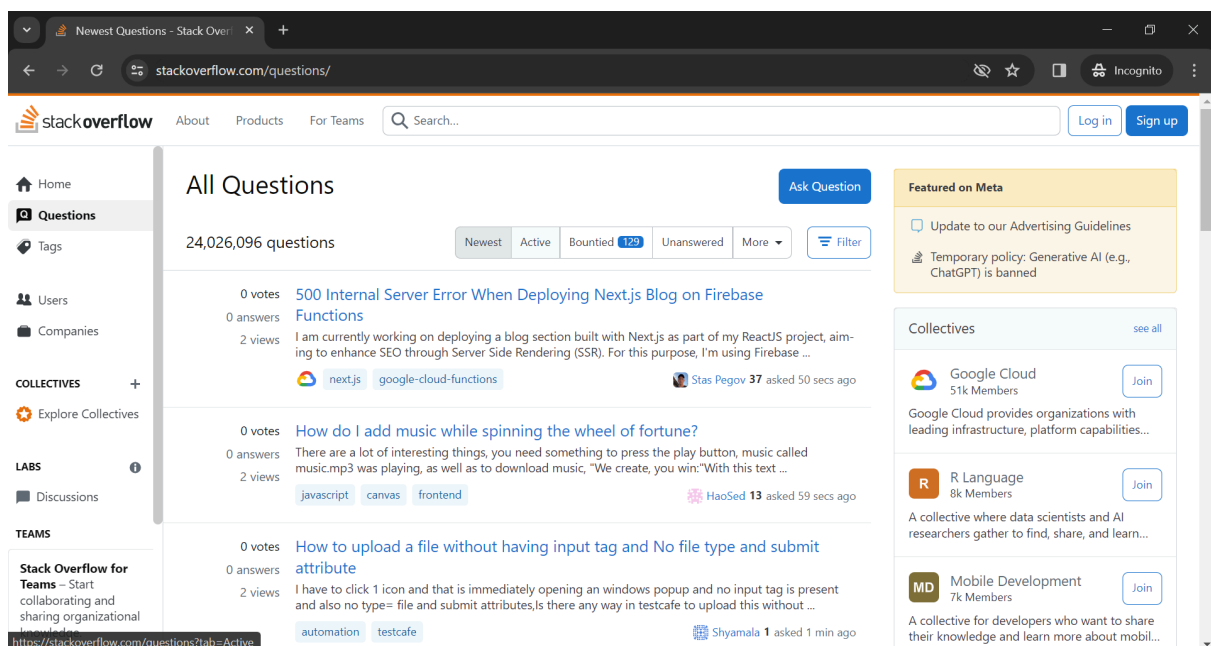 Newest Questions - Stack Over
stackoverflow.com/questions/
Incognito
stackoverflow
About
Products
For Teams
Search...
Log in
Sign up
Home
Questions
Tags
Users
Companies
COLLECTIVES
Explore Collectives
LABS
Discussions
TEAMS
Stack Overflow for
Teams – Start
collaborating and
sharing organizational
knowledge
https://stackoverflow.com/questions?tab=Active
All Questions
Ask Question
24,026,096 questions
Newest
Active
Bountied 129
Unanswered
More
Filter
0 votes
0 answers
2 views
500 Internal Server Error When Deploying Next.js Blog on Firebase
Functions
I am currently working on deploying a blog section built with Next.js as part of my ReactJS project, aim-
ing to enhance SEO through Server Side Rendering (SSR). For this purpose, I'm using Firebase ...
next.js google-cloud-functions
Stas Pegov 37 asked 50 secs ago
0 votes
0 answers
2 views
How do I add music while spinning the wheel of fortune?
There are a lot of interesting things, you need something to press the play button, music called
music.mp3 was playing, as well as to download music, "We create, you win:"With this text ...
javascript canvas frontend
HaoSed 13 asked 59 secs ago
0 votes
0 answers
2 views
How to upload a file without having input tag and No file type and submit
attribute
I have to click 1 icon and that is immediately opening an windows popup and no input tag is present
and also no type= file and submit attributes,Is there any way in testcafe to upload this without ...
automation testcafe
Shyamala 1 asked 1 min ago
Featured on Meta
Update to our Advertising Guidelines
Temporary policy: Generative AI (e.g.,
ChatGPT) is banned
Collectives
see all
Google Cloud
51k Members
Join
Google Cloud provides organizations with
leading infrastructure, platform capabilities...
R
R Language
8k Members
Join
A collective where data scientists and AI
researchers gather to find, share, and learn...
MD
Mobile Development
7k Members
Join
A collective for developers who want to share
their knowledge and learn more about mobil...